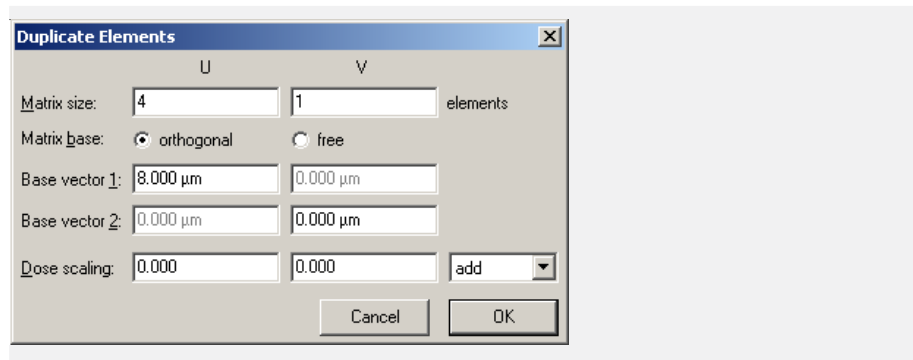 Duplicate Elements
U V
Matrix size: 4 1 elements
Matrix base: orthogonal free
Base vector 1: 8.000 µm 0.000 µm
Base vector 2: 0.000 µm 0.000 µm
Dose scaling: 0.000 0.000 add
Cancel OK